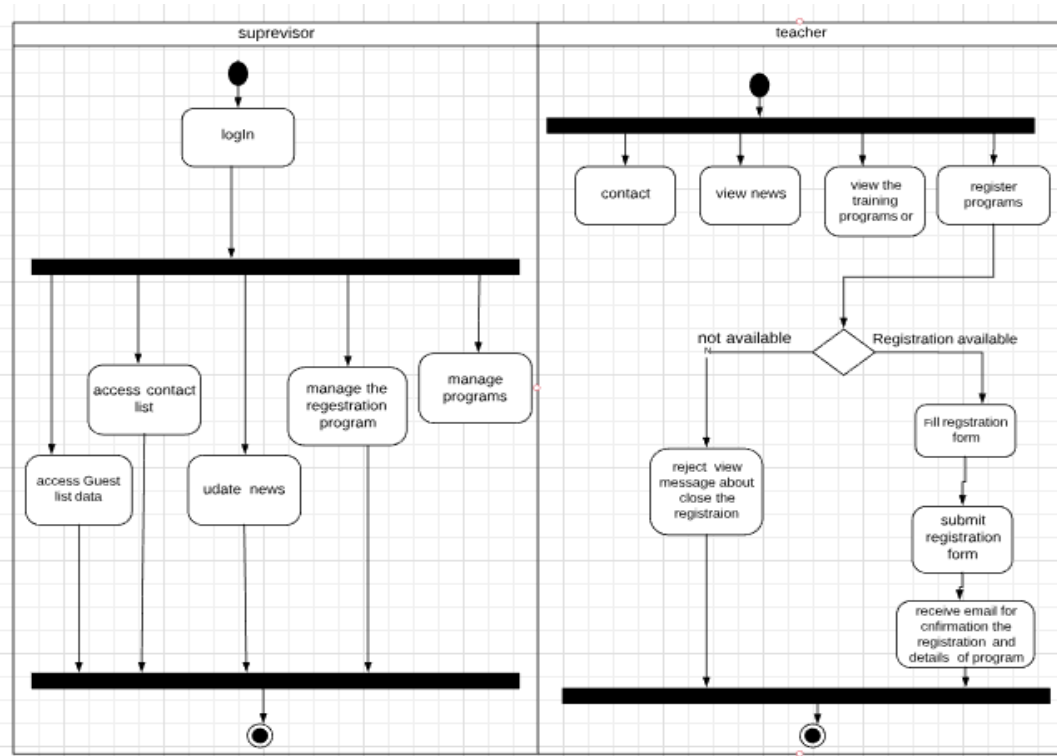 suprevisor
logIn
access contact
list
manage the
regestration
program
manage
programs
access Guest
list data
udate news
teacher
contact
view news
view the
training
programs or
register
programs
not available
N
Registration available
Fill regstration
form
reject view
message about
close the
registraion
submit
registration
form
receive email for
cnfirmation the
registration and
details of program